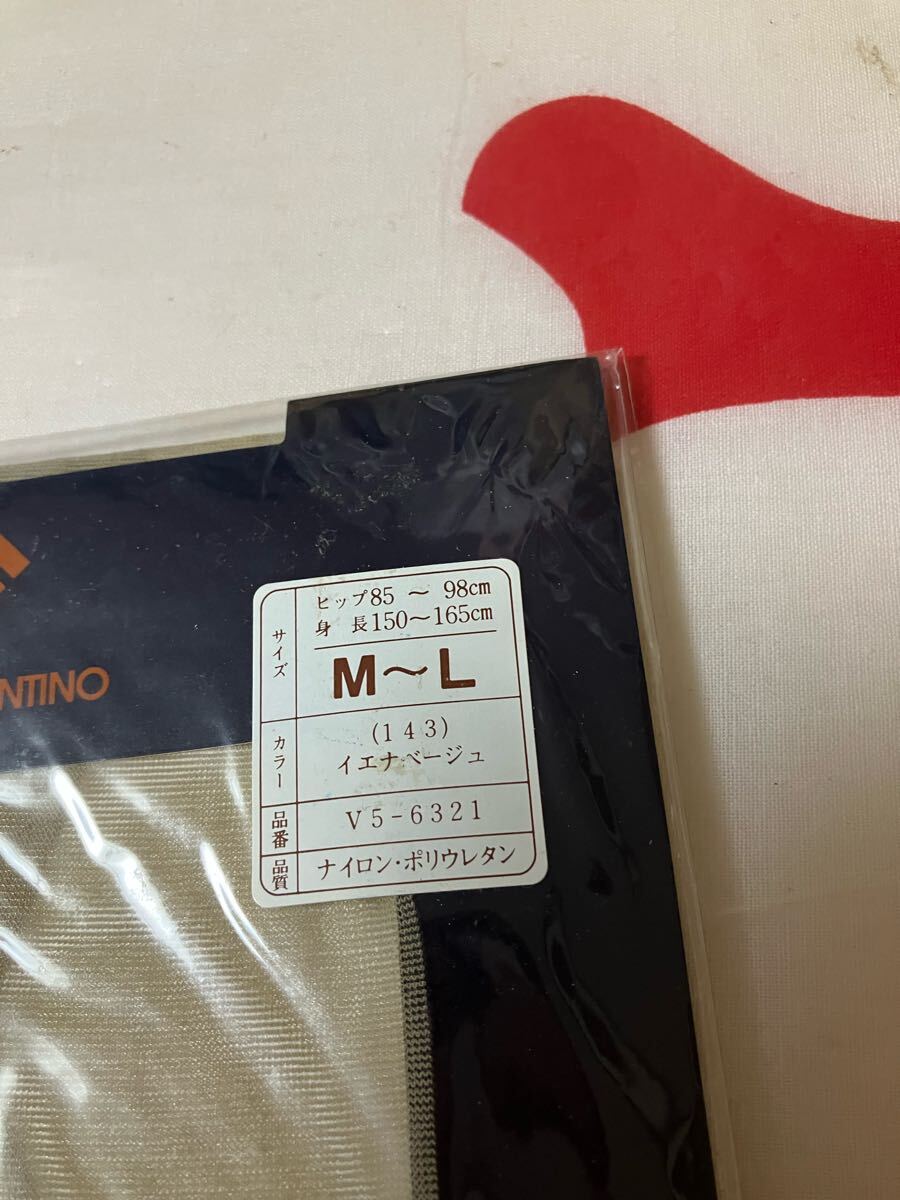 NTINO
サイズ
ヒップ85 ～ 98cm
身 長150～165cm
M～L
カラー
(143)
イエナベージュ
品番
V5-6321
品質
ナイロン・ポリウレタン